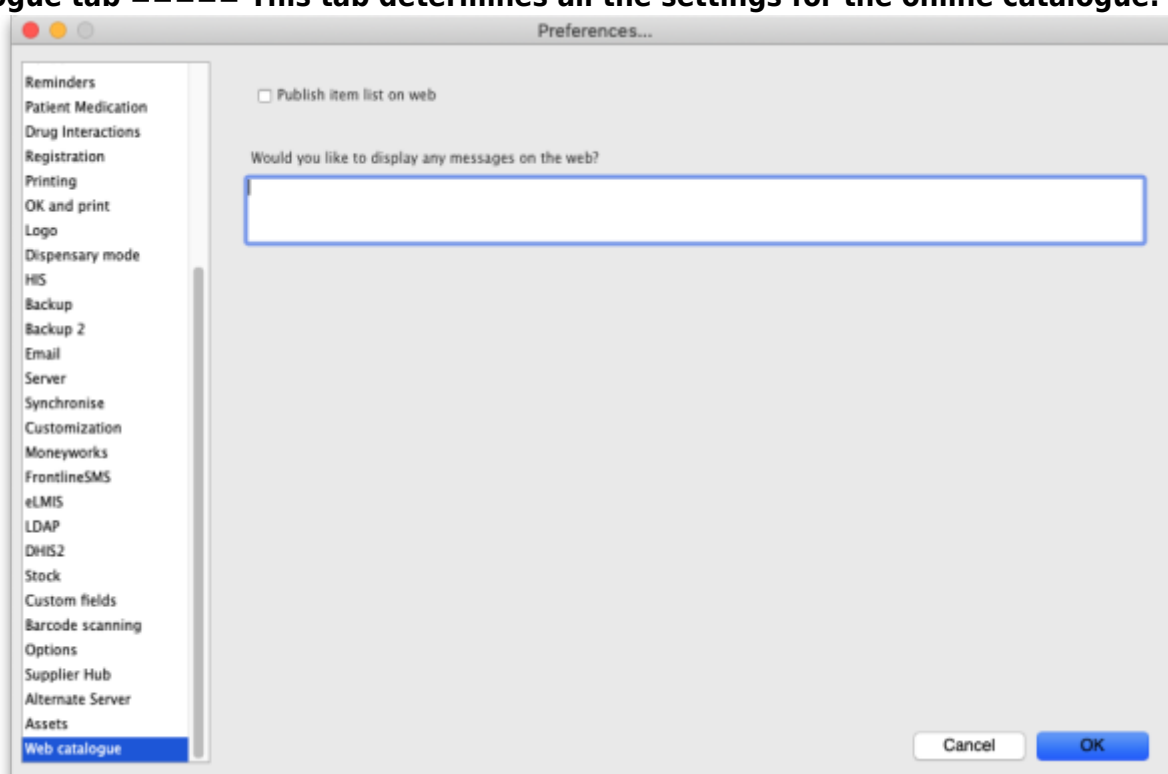 ogue tab ===== This tab determines all the settings for the online catalogue.
Preferences...
Reminders
Patient Medication
Drug Interactions
Registration
Printing
OK and print
Logo
Dispensary mode
HIS
Backup
Backup 2
Email
Server
Synchronise
Customization
Moneyworks
FrontlineSMS
eLMIS
LDAP
DHIS2
Stock
Custom fields
Barcode scanning
Options
Supplier Hub
Alternate Server
Assets
Web catalogue
Publish item list on web
Would you like to display any messages on the web?
Cancel OK